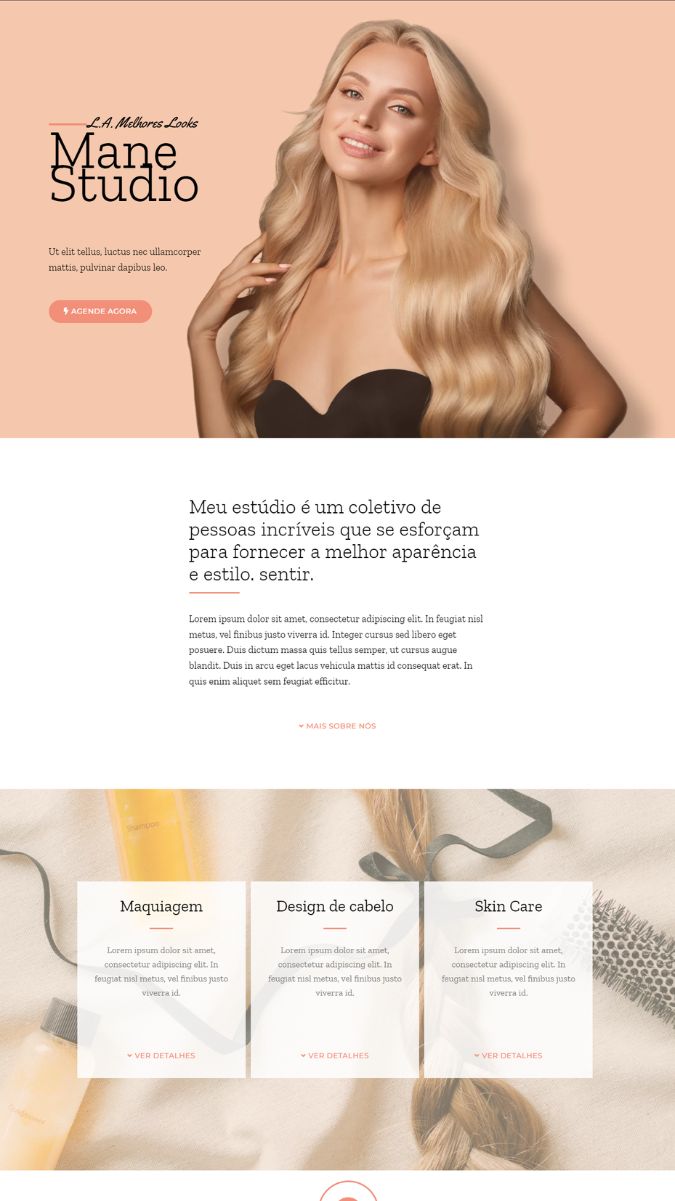 L.A. Melhores Looks
Mane
Studio
Ut elit tellus, luctus nec ullamcorper
mattis, pulvinar dapibus leo.
AGENDE AGORA
Meu estúdio é um coletivo de
pessoas incríveis que se esforçam
para fornecer a melhor aparência
e estilo. sentir.
Lorem ipsum dolor sit amet, consectetur adipiscing elit. In feugiat nisl
metus, vel finibus justo viverra id. Integer cursus sed libero eget
posuere. Duis dictum massa quis tellus semper, ut cursus augue
blandit. Duis in arcu eget lacus vehicula mattis id consequat erat. In
quis enim aliquet sem feugiat efficitur.
MAIS SOBRE NÓS
Shampoo
Maquiagem
Lorem ipsum dolor sit amet,
consectetur adipiscing elit. In
feugiat nisl metus, vel finibus justo
viverra id.
VER DETALHES
Design de cabelo
Lorem ipsum dolor sit amet,
consectetur adipiscing elit. In
feugiat nisl metus, vel finibus justo
viverra id.
VER DETALHES
Skin Care
Lorem ipsum dolor sit amet,
consectetur adipiscing elit. In
feugiat nisl metus, vel finibus justo
viverra id.
VER DETALHES